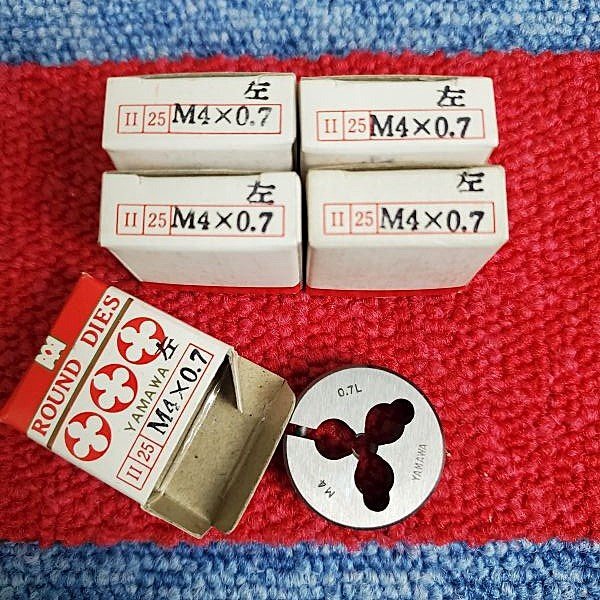 左
II 25 M4×0.7
左
II 25 M4×0.7
左
II 25 M4×0.7
左
II 25 M4×0.7
ROUND DIES
YAMAWA 左
II 25 M4×0.7
0.7L
M4
YAMAWA